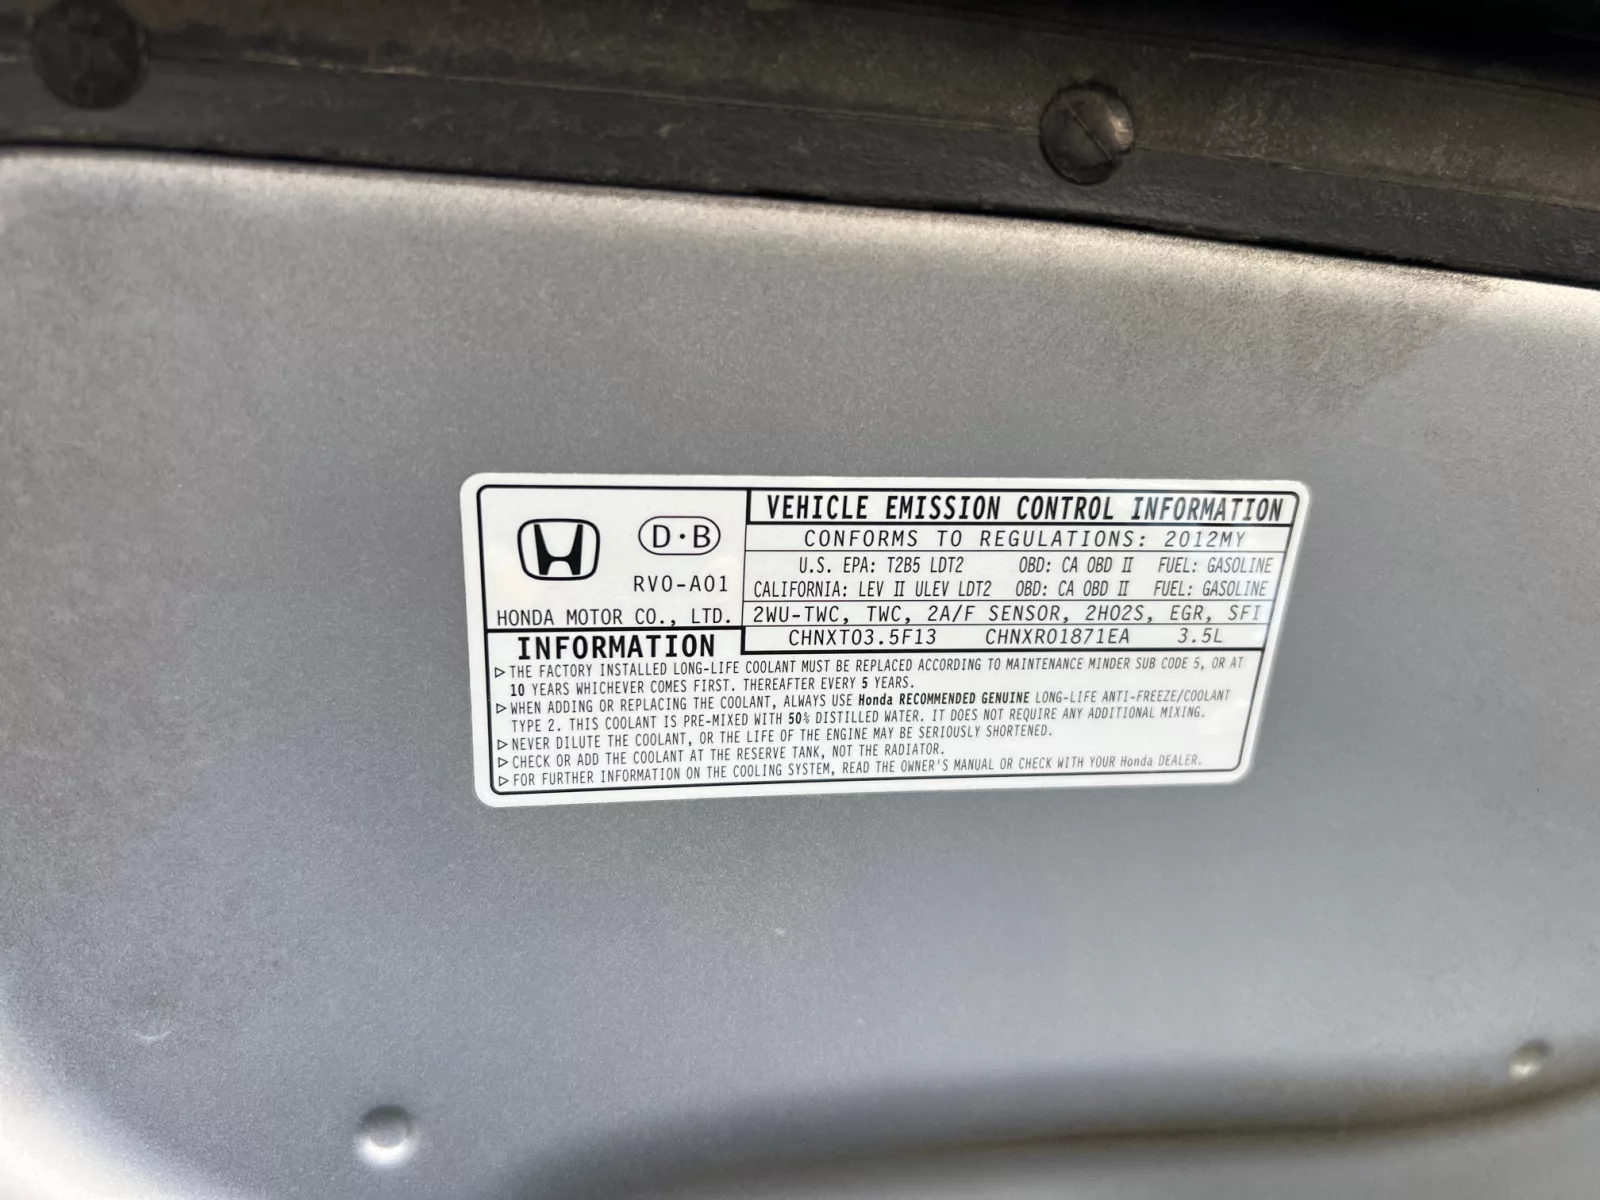 D·B
RV0-A01
HONDA MOTOR CO., LTD.
VEHICLE EMISSION CONTROL INFORMATION
CONFORMS TO REGULATIONS: 2012MY
U.S. EPA: T2B5 LDT2 OBD: CA OBD II FUEL: GASOLINE
CALIFORNIA: LEV II ULEV LDT2 OBD: CA OBD II FUEL: GASOLINE
2WU-TWC, TWC, 2A/F SENSOR, 2HO2S, EGR, SFI
CHNXT03.5F13 CHNXR01871EA 3.5L
INFORMATION
▷THE FACTORY INSTALLED LONG-LIFE COOLANT MUST BE REPLACED ACCORDING TO MAINTENANCE MINDER SUB CODE 5, OR AT
10 YEARS WHICHEVER COMES FIRST. THEREAFTER EVERY 5 YEARS.
▷WHEN ADDING OR REPLACING THE COOLANT, ALWAYS USE Honda RECOMMENDED GENUINE LONG-LIFE ANTI-FREEZE/COOLANT
TYPE 2. THIS COOLANT IS PRE-MIXED WITH 50% DISTILLED WATER. IT DOES NOT REQUIRE ANY ADDITIONAL MIXING.
▷NEVER DILUTE THE COOLANT, OR THE LIFE OF THE ENGINE MAY BE SERIOUSLY SHORTENED.
▷CHECK OR ADD THE COOLANT AT THE RESERVE TANK, NOT THE RADIATOR.
▷FOR FURTHER INFORMATION ON THE COOLING SYSTEM, READ THE OWNER'S MANUAL OR CHECK WITH YOUR Honda DEALER.